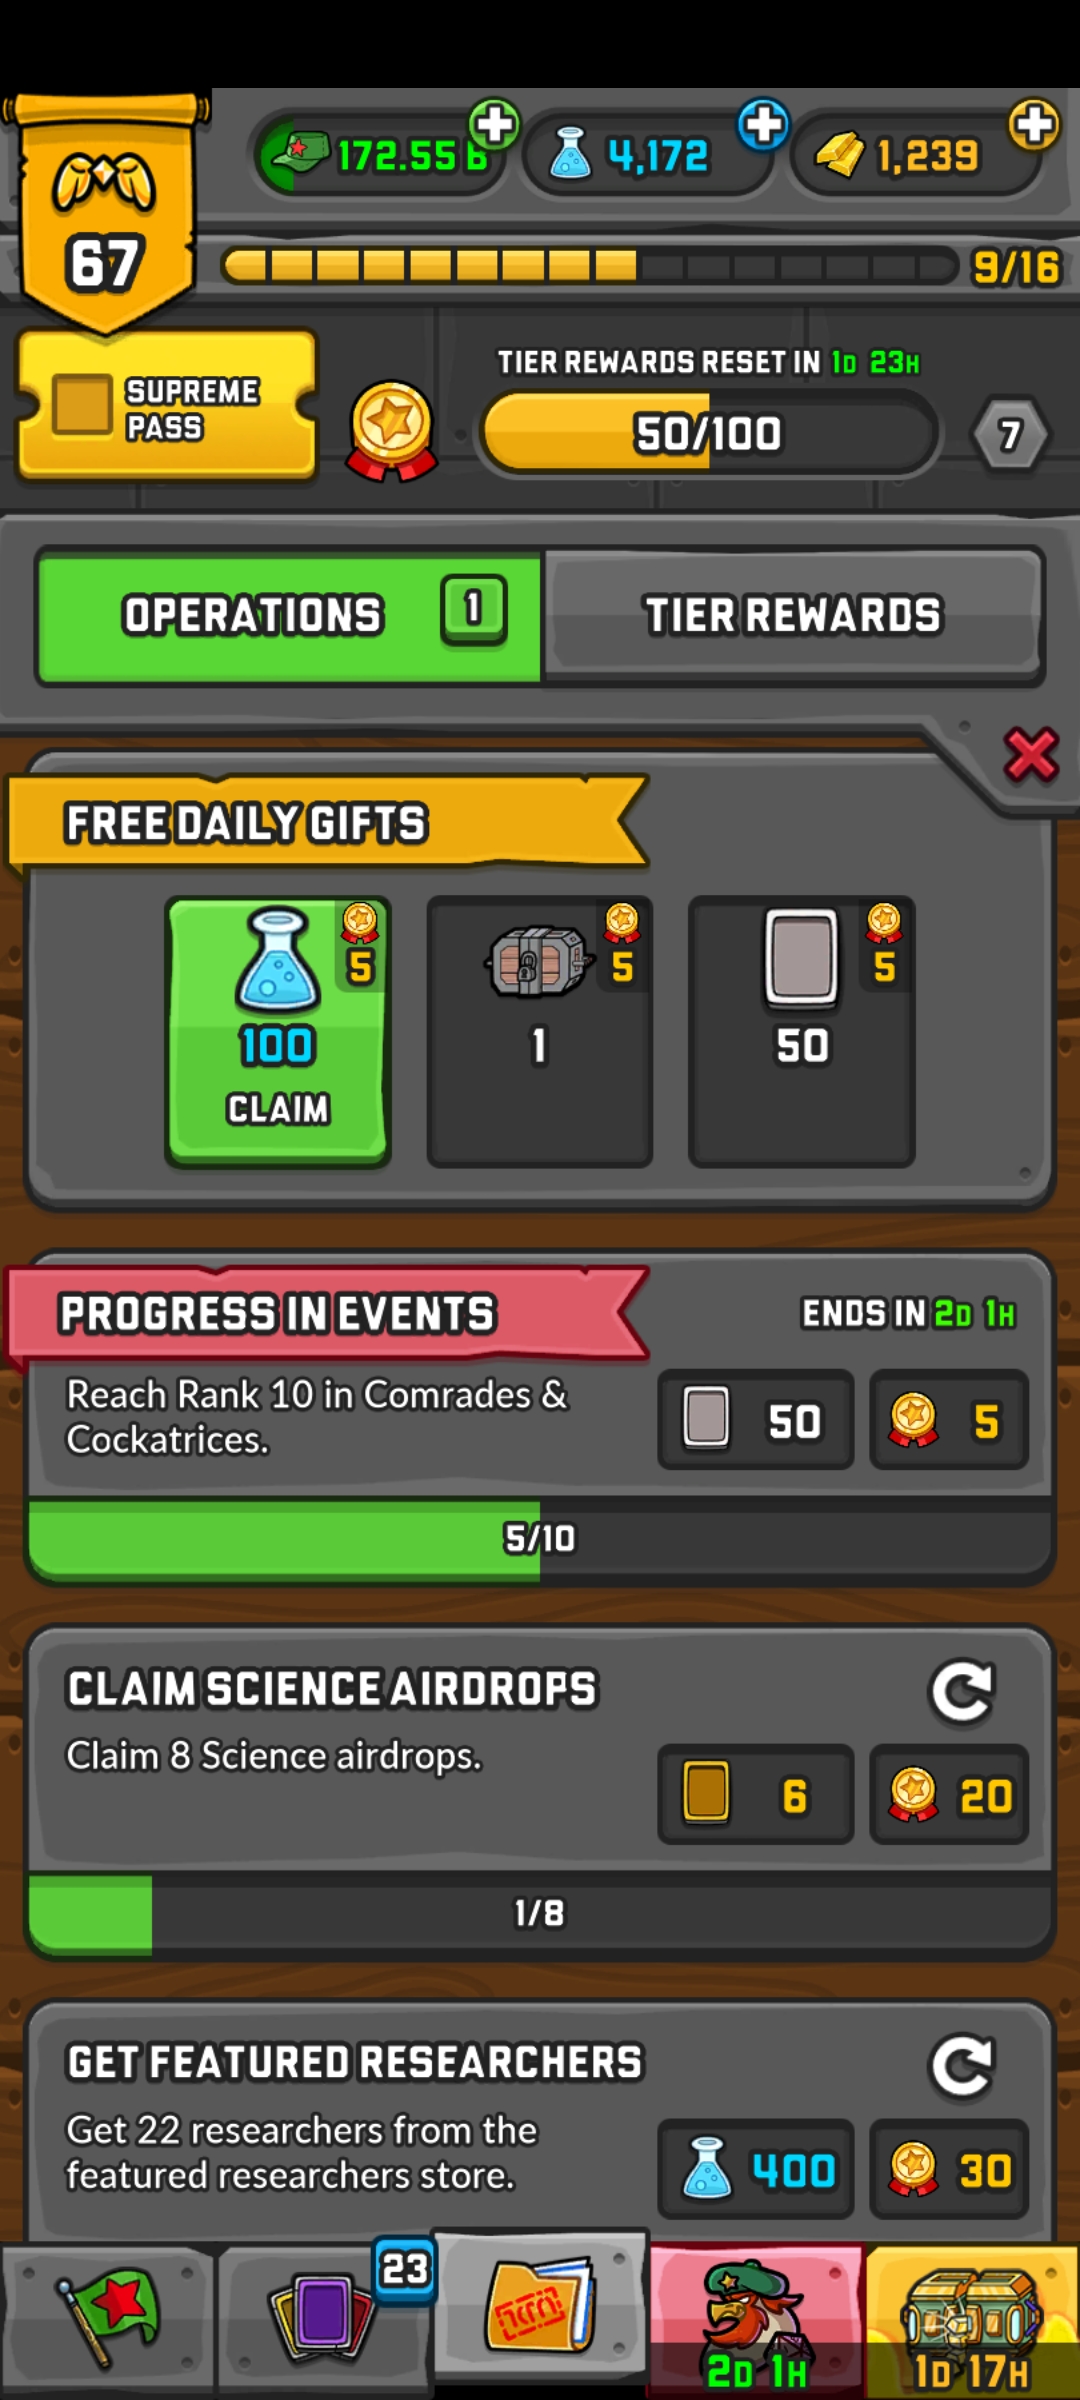 172.55 B
4,172
1,239
67
9/16
SUPREME
PASS
TIER REWARDS RESET IN 1D 23H
50/100
7
OPERATIONS 1
TIER REWARDS
FREE DAILY GIFTS
5
100
CLAIM
5
1
5
50
PROGRESS IN EVENTS
ENDS IN 2D 1H
Reach Rank 10 in Comrades &
Cockatrices.
50
5
5/10
CLAIM SCIENCE AIRDROPS
Claim 8 Science airdrops.
6
20
1/8
GET FEATURED RESEARCHERS
Get 22 researchers from the
featured researchers store.
400
30
23
2D 1H
1D 17H